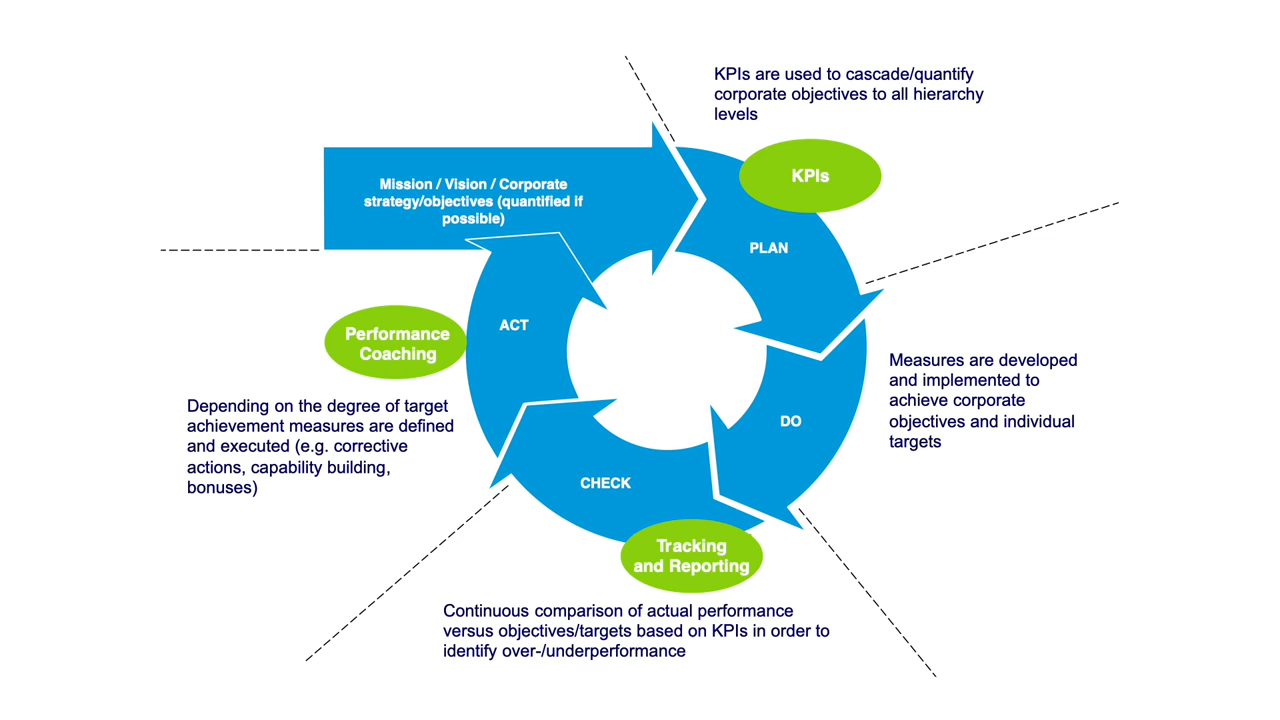 KPIs are used to cascade/quantify
corporate objectives to all hierarchy
levels
KPIs
Mission / Vision / Corporate
strategy/objectives (quantified if
possible)
PLAN
ACT
Performance
Coaching
Measures are developed
and implemented to
achieve corporate
objectives and individual
targets
Depending on the degree of target
achievement measures are defined
and executed (e.g. corrective
actions, capability building,
bonuses)
DO
CHECK
Tracking
and Reporting
Continuous comparison of actual performance
versus objectives/targets based on KPIs in order to
identify over-/underperformance